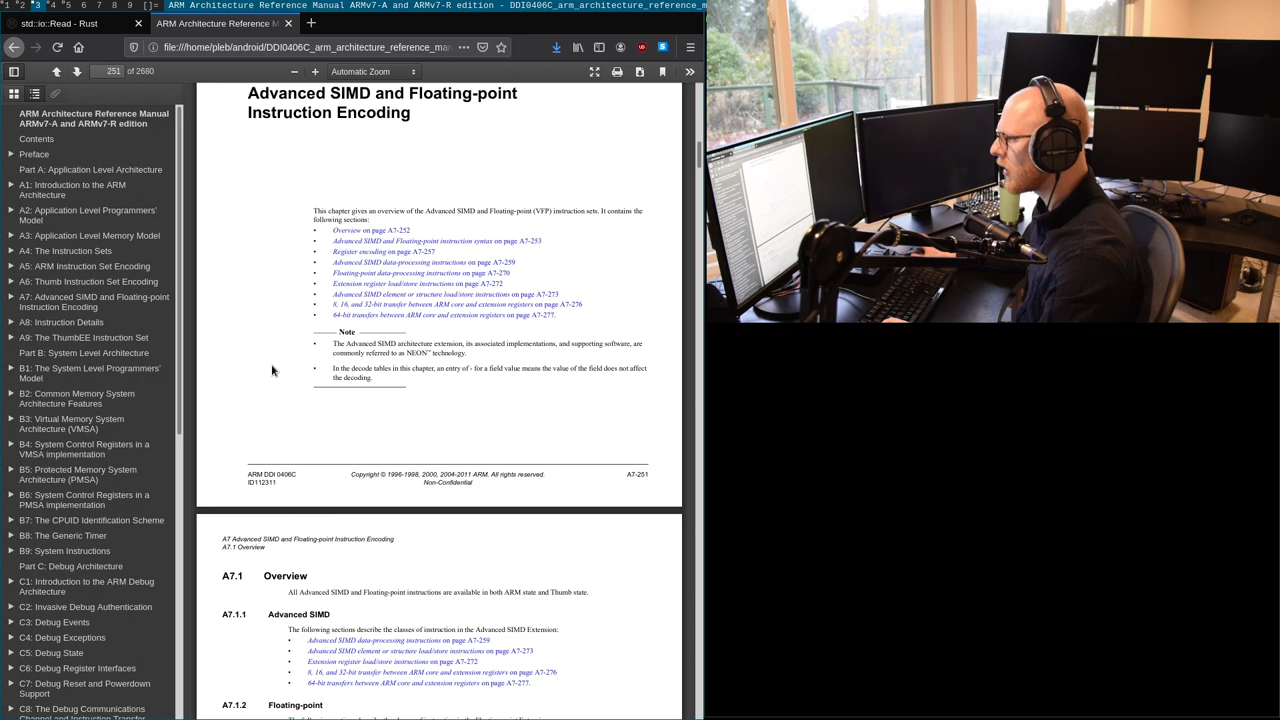 1 2 3 4 5 6 7 8 9 []= ARM Architecture Reference Manual ARMv7-A and ARMv7-R edition - DDI0406C_arm_architecture_reference_m
std::io::Read - Rust
ARM Architecture Reference M
file:///home/pleb/android/DDI0406C_arm_architecture_reference_ma
251 of 2680
Automatic Zoom
ARM Architecture Reference Manual
ARMv7-A and ARMv7-R edition
Contents
Preface
Part A: Application Level Architecture
A1: Introduction to the ARM
Architecture
A2: Application Level Programmers'
Model
A3: Application Level Memory Model
A4: The Instruction Sets
A5: ARM Instruction Set Encoding
A6: Thumb Instruction Set Encoding
A7: Advanced SIMD and Floating-point
Instruction Encoding
A8: Instruction Details
A9: The ThumbEE Instruction Set
Part B: System Level Architecture
B1: The System Level Programmers'
Model
B2: Common Memory System
Architecture Features
B3: Virtual Memory System
Architecture (VMSA)
B4: System Control Registers in a
VMSA implementation
B5: Protected Memory System
Architecture (PMSA)
B6: System Control Registers in a
PMSA implementation
B7: The CPUID Identification Scheme
B8: The Generic Timer
B9: System Instructions
Part C: Debug Architecture
C1: Introduction to the ARM Debug
Architecture
C2: Invasive Debug Authentication
C3: Debug Events
C4: Debug Exceptions
C5: Debug State
C6: Debug Register Interfaces
C7: Debug Reset and Powerdown
Support
C8: The Debug Communications
Channel and Instruction Transfer
Advanced SIMD and Floating-point
Instruction Encoding
This chapter gives an overview of the Advanced SIMD and Floating-point (VFP) instruction sets. It contains the
following sections:
• Overview on page A7-252
• Advanced SIMD and Floating-point instruction syntax on page A7-253
• Register encoding on page A7-257
• Advanced SIMD data-processing instructions on page A7-259
• Floating-point data-processing instructions on page A7-270
• Extension register load/store instructions on page A7-272
• Advanced SIMD element or structure load/store instructions on page A7-273
• 8, 16, and 32-bit transfer between ARM core and extension registers on page A7-276
• 64-bit transfers between ARM core and extension registers on page A7-277.
Note
• The Advanced SIMD architecture extension, its associated implementations, and supporting software, are
commonly referred to as NEON™ technology.
• In the decode tables in this chapter, an entry of - for a field value means the value of the field does not affect
the decoding.
ARM DDI 0406C
ID112311
Copyright © 1996-1998, 2000, 2004-2011 ARM. All rights reserved.
Non-Confidential
A7-251
A7 Advanced SIMD and Floating-point Instruction Encoding
A7.1 Overview
A7.1 Overview
All Advanced SIMD and Floating-point instructions are available in both ARM state and Thumb state.
A7.1.1 Advanced SIMD
The following sections describe the classes of instruction in the Advanced SIMD Extension:
• Advanced SIMD data-processing instructions on page A7-259
• Advanced SIMD element or structure load/store instructions on page A7-273
• Extension register load/store instructions on page A7-272
• 8, 16, and 32-bit transfer between ARM core and extension registers on page A7-276
• 64-bit transfers between ARM core and extension registers on page A7-277.
A7.1.2 Floating-point